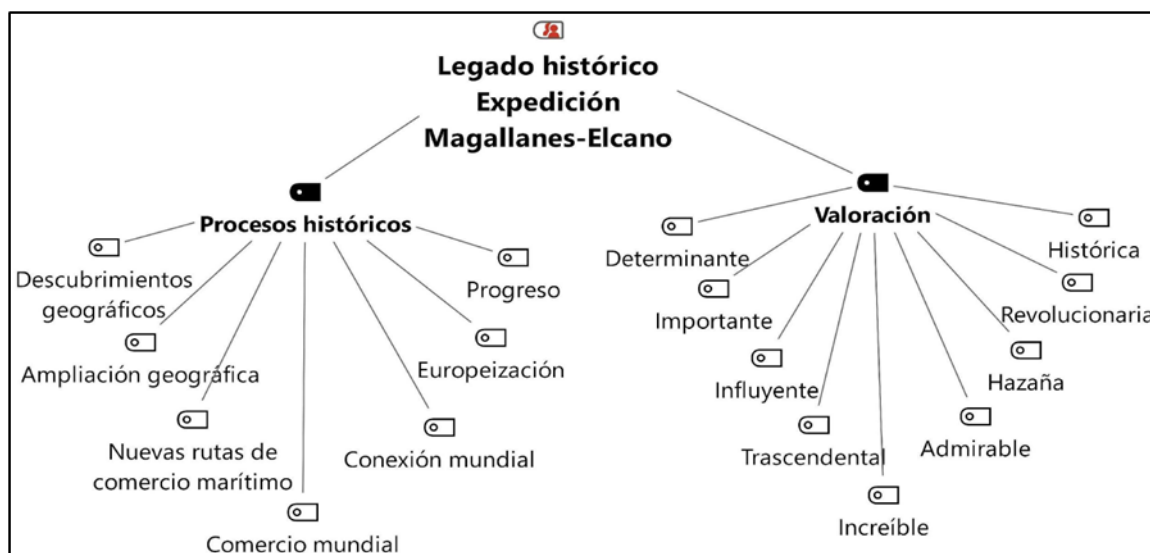 Legado histórico
Expedición
Magallanes-Elcano
Procesos históricos
Descubrimientos
geográficos
Ampliación geográfica
Nuevas rutas de
comercio marítimo
Comercio mundial
Conexión mundial
Europeización
Progreso
Valoración
Determinante
Importante
Influyente
Trascendental
Increíble
Admirable
Hazaña
Revolucionaria
Histórica